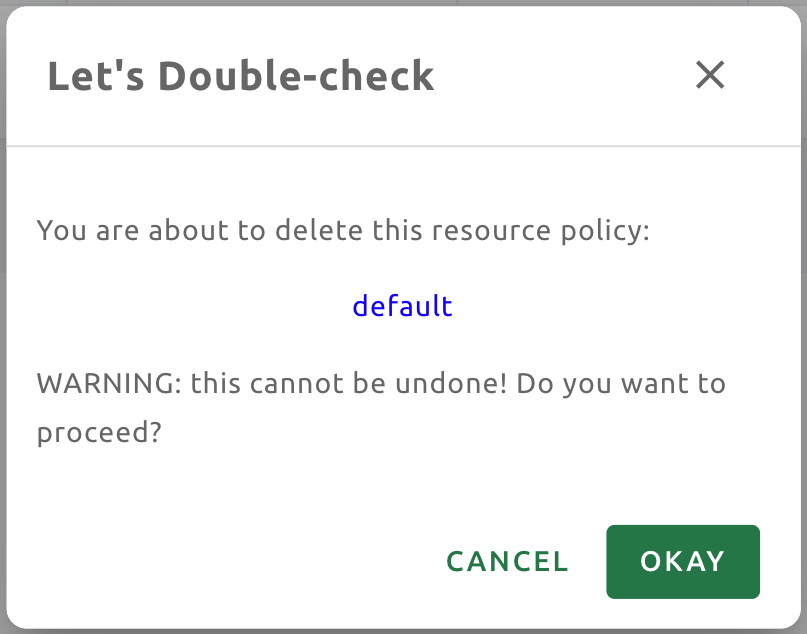 Let's Double-check
You are about to delete this resource policy:
default
WARNING: this cannot be undone! Do you want to
proceed?
CANCEL
OKAY